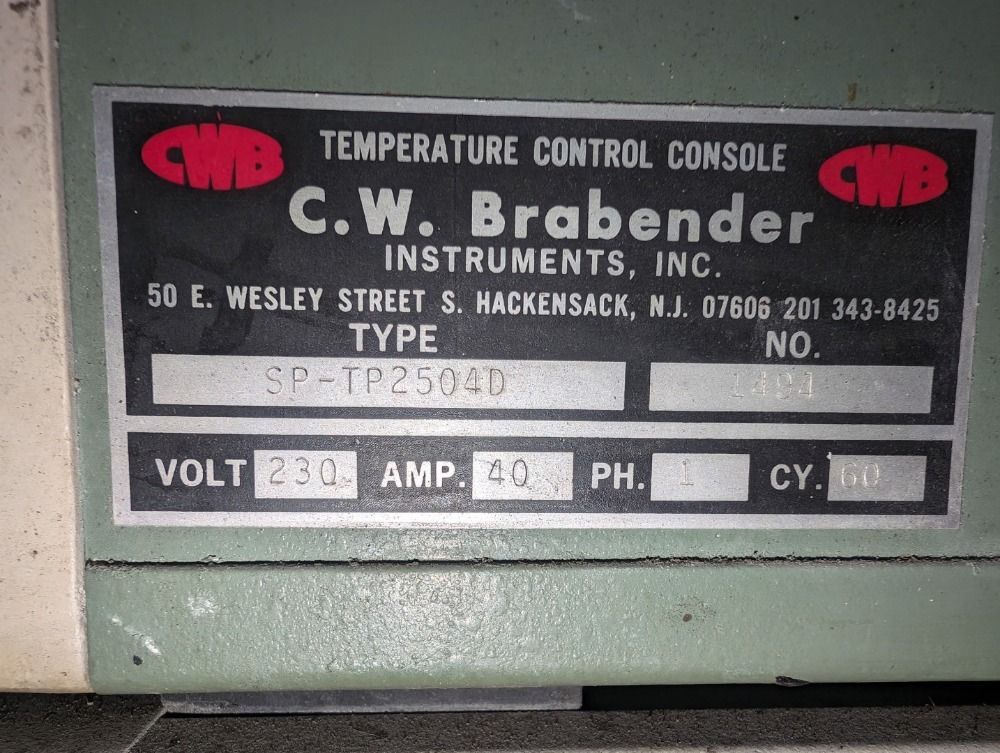 CWB TEMPERATURE CONTROL CONSOLE CWB
C.W. Brabender
INSTRUMENTS, INC.
50 E. WESLEY STREET S. HACKENSACK, N.J. 07606 201 343-8425
TYPE NO.
SP-TP2504D 1494
VOLT 230 AMP. 40 PH. 1 CY. 60